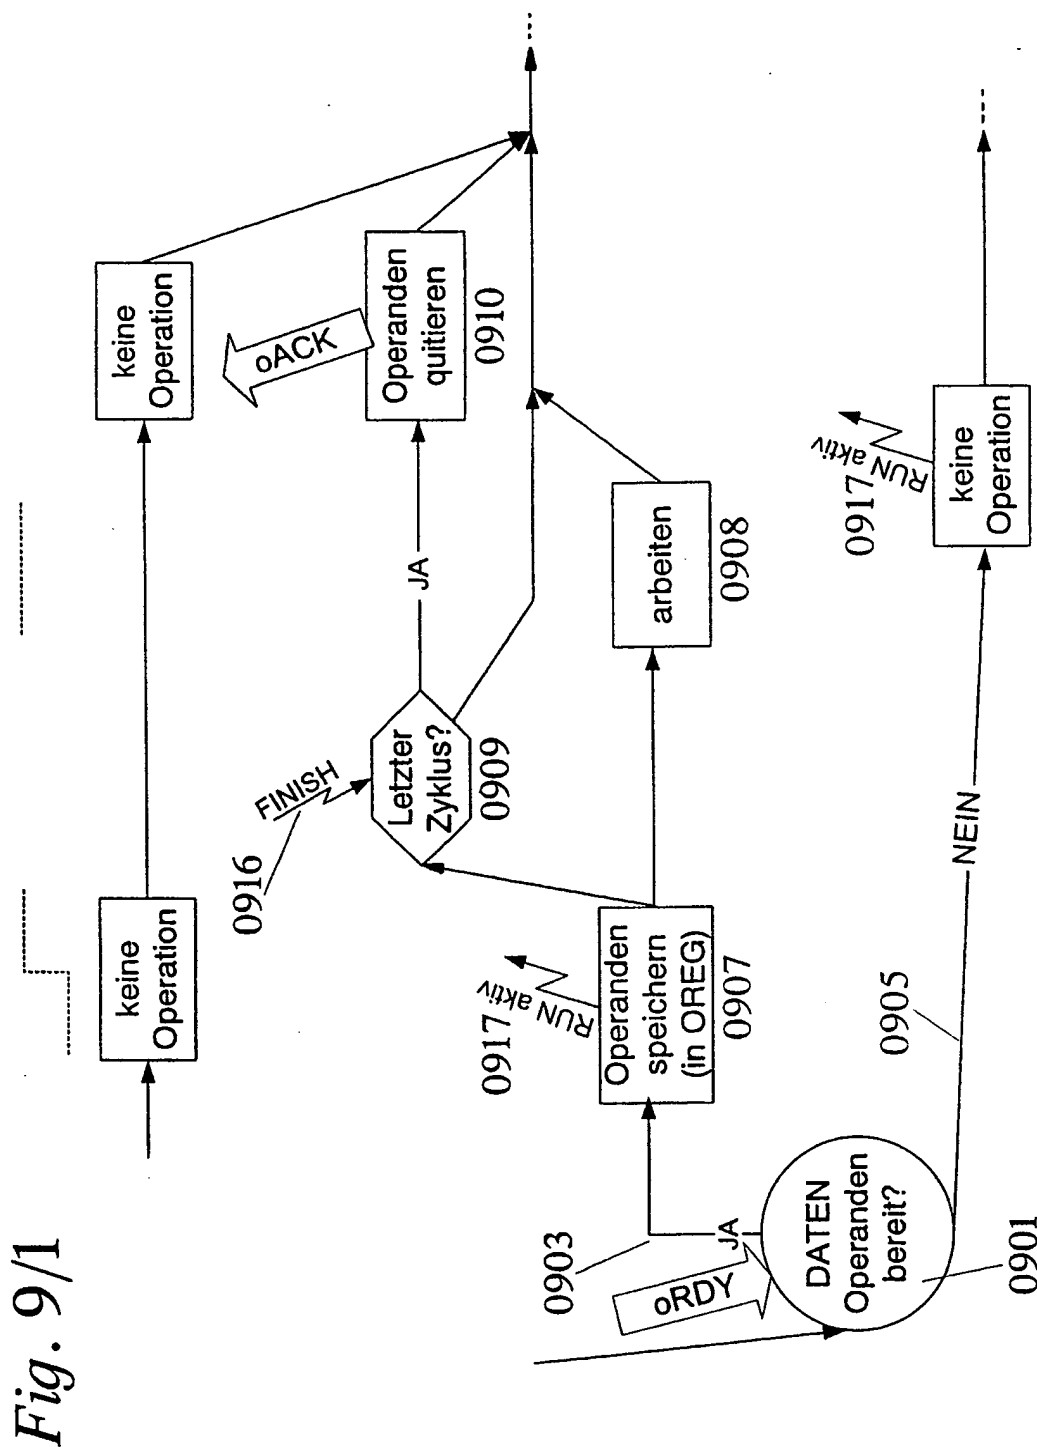 Fig. 9/1
keine
Operation
keine
Operation
0916
FINISH
Letzter
Zyklus?
0909
JA
oACK
Operanden
quitieren
0910
0903
oRDY
JA
DATEN
Operanden
bereit?
0901
0917
RUN aktiv
Operanden
speichern
(in OREG)
0907
arbeiten
0908
0905
NEIN
0917
RUN aktiv
keine
Operation